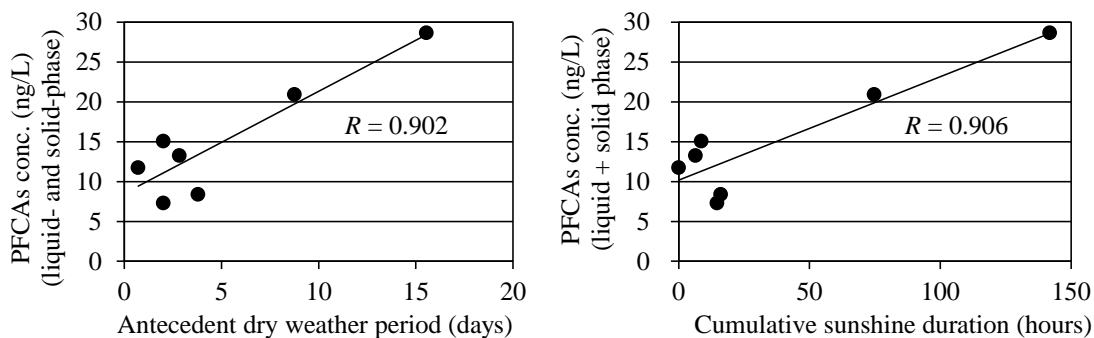 PFCAs conc. (ng/L)
(liquid- and solid-phase)
30
25
20
15
10
5
0
R = 0.902
0 5 10 15 20
Antecedent dry weather period (days)
PFCAs conc. (ng/L)
(liquid + solid phase)
30
25
20
15
10
5
0
R = 0.906
0 50 100 150
Cumulative sunshine duration (hours)